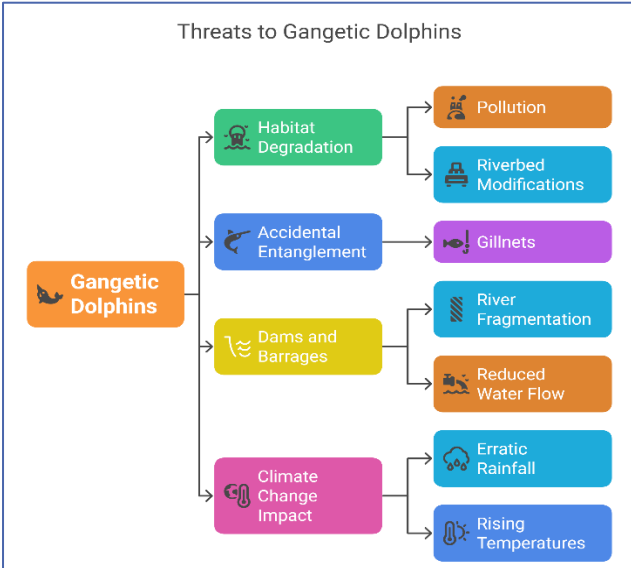 Threats to Gangetic Dolphins
Gangetic
Dolphins
Habitat
Degradation
Pollution
Riverbed
Modifications
Accidental
Entanglement
Gillnets
Dams and
Barrages
River
Fragmentation
Reduced
Water Flow
Climate
Change
Impact
Erratic
Rainfall
Rising
Temperatures